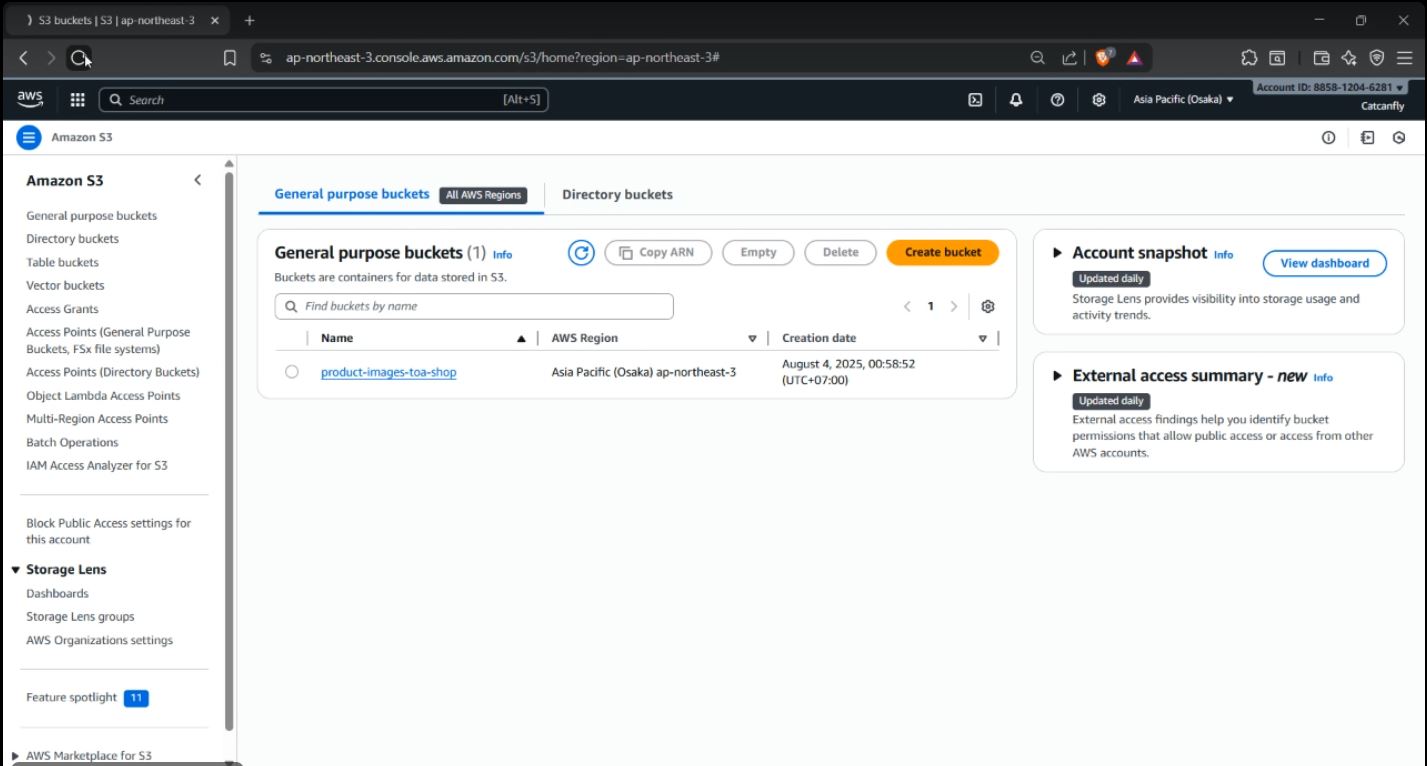 S3 buckets | S3 | ap-northeast-3
ap-northeast-3.console.aws.amazon.com/s3/home?region=ap-northeast-3#
7
aws
Search
[Alt+S]
Asia Pacific (Osaka)
Account ID: 8858-1204-6281
Catcanfly
Amazon S3
Amazon S3
General purpose buckets
Directory buckets
Table buckets
Vector buckets
Access Grants
Access Points (General Purpose
Buckets, FSx file systems)
Access Points (Directory Buckets)
Object Lambda Access Points
Multi-Region Access Points
Batch Operations
IAM Access Analyzer for S3
Block Public Access settings for
this account
Storage Lens
Dashboards
Storage Lens groups
AWS Organizations settings
Feature spotlight 11
AWS Marketplace for S3
General purpose buckets All AWS Regions
Directory buckets
General purpose buckets (1) Info
Buckets are containers for data stored in S3.
Copy ARN
Empty
Delete
Create bucket
Find buckets by name
1
Name
AWS Region
Creation date
product-images-toa-shop
Asia Pacific (Osaka) ap-northeast-3
August 4, 2025, 00:58:52
(UTC+07:00)
Account snapshot Info
View dashboard
Updated daily
Storage Lens provides visibility into storage usage and
activity trends.
External access summary - new Info
Updated daily
External access findings help you identify bucket
permissions that allow public access or access from other
AWS accounts.